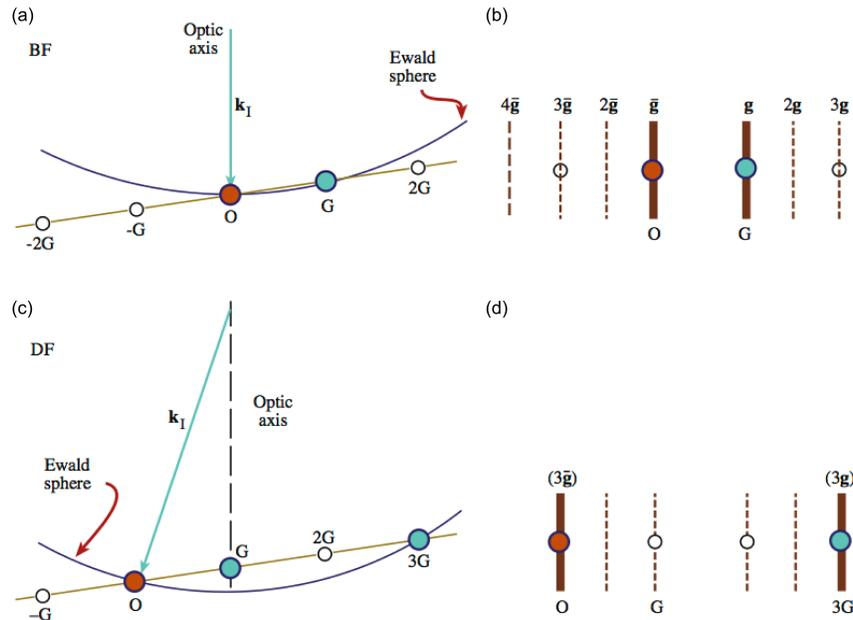 (a)
BF
Optic
axis
k_I
Ewald
sphere
-2G
-G
O
G
2G
(b)
4g̅ 3g̅ 2g̅ g̅ g 2g 3g
O G
(c)
DF
k_I
Optic
axis
Ewald
sphere
–G
O
G
2G
3G
(d)
(3g̅) (3g)
O G 3G